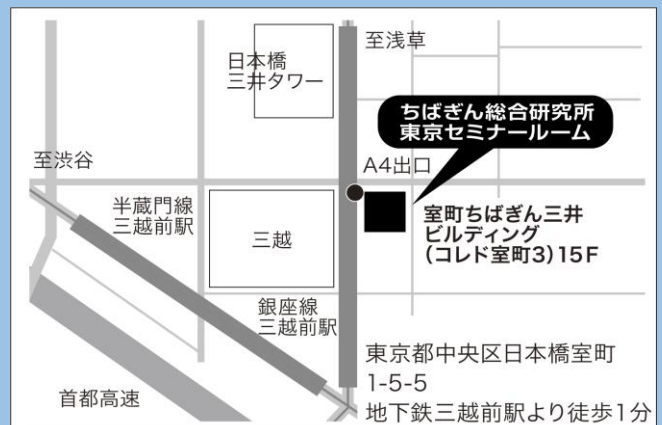 至浅草
日本橋
三井タワー
ちばぎん総合研究所
東京セミナールーム
至渋谷
A4出口
半蔵門線
三越前駅
三越
室町ちばぎん三井
ビルディング
(コレド室町3)15F
銀座線
三越前駅
東京都中央区日本橋室町
1-5-5
地下鉄三越前駅より徒歩1分
首都高速